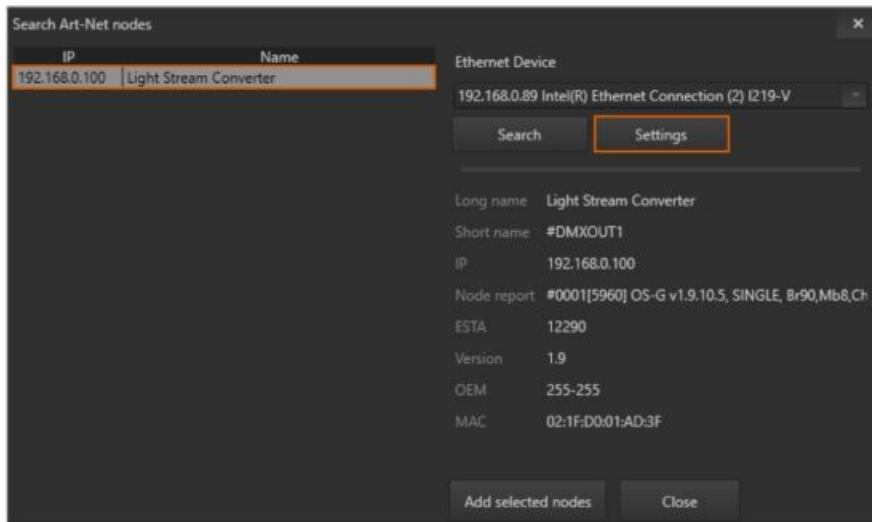 Search Art-Net nodes
IP Name
192.168.0.100 Light Stream Converter
Ethernet Device
192.168.0.89 Intel(R) Ethernet Connection (2) I219-V
Search Settings
Long name Light Stream Converter
Short name #DMXOUT1
IP 192.168.0.100
Node report #0001[5960] OS-G v1.9.10.5, SINGLE, Br90,Mb8,Ch
ESTA 12290
Version 1.9
OEM 255-255
MAC 02:1F:D0:01:AD:3F
Add selected nodes Close